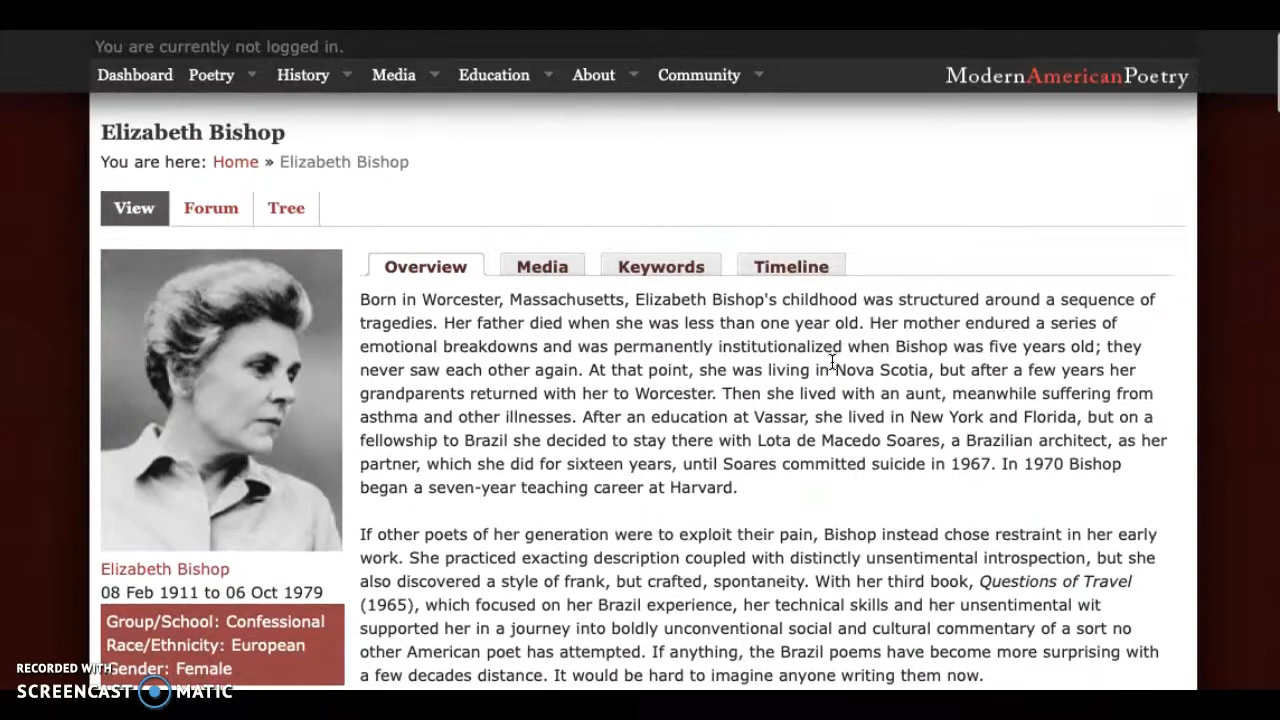 You are currently not logged in.
Dashboard Poetry History Media Education About Community ModernAmericanPoetry
Elizabeth Bishop
You are here: Home » Elizabeth Bishop
View Forum Tree
Overview Media Keywords Timeline
Born in Worcester, Massachusetts, Elizabeth Bishop's childhood was structured around a sequence of
tragedies. Her father died when she was less than one year old. Her mother endured a series of
emotional breakdowns and was permanently institutionalized when Bishop was five years old; they
never saw each other again. At that point, she was living in Nova Scotia, but after a few years her
grandparents returned with her to Worcester. Then she lived with an aunt, meanwhile suffering from
asthma and other illnesses. After an education at Vassar, she lived in New York and Florida, but on a
fellowship to Brazil she decided to stay there with Lota de Macedo Soares, a Brazilian architect, as her
partner, which she did for sixteen years, until Soares committed suicide in 1967. In 1970 Bishop
began a seven-year teaching career at Harvard.
If other poets of her generation were to exploit their pain, Bishop instead chose restraint in her early
work. She practiced exacting description coupled with distinctly unsentimental introspection, but she
also discovered a style of frank, but crafted, spontaneity. With her third book, Questions of Travel
(1965), which focused on her Brazil experience, her technical skills and her unsentimental wit
supported her in a journey into boldly unconventional social and cultural commentary of a sort no
other American poet has attempted. If anything, the Brazil poems have become more surprising with
a few decades distance. It would be hard to imagine anyone writing them now.
Elizabeth Bishop
08 Feb 1911 to 06 Oct 1979
Group/School: Confessional
Race/Ethnicity: European
Gender: Female
RECORDED WITH
SCREENCAST MATIC